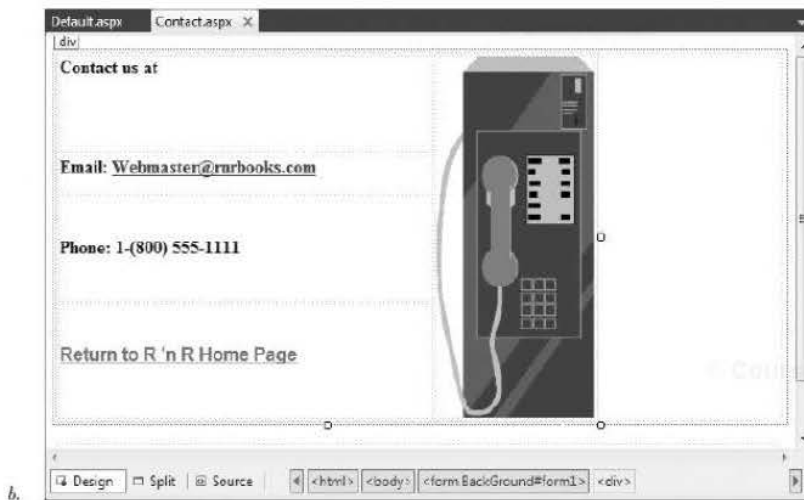 Default.aspx Contact.aspx X
div
Contact us at
Email: Webmaster@rnrbooks.com
Phone: 1-(800) 555-1111
Return to R 'n R Home Page
Design Split Source <html> <body> <form BackGround#form1> <div>
b.